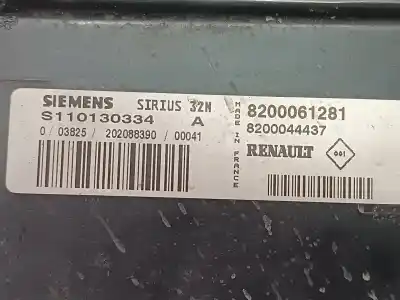 SIEMENS SIRIUS 32N
S110130334 A
0 / 03825 / 202088390 / 00041
MADE IN FRANCE
8200061281
8200044437
RENAULT